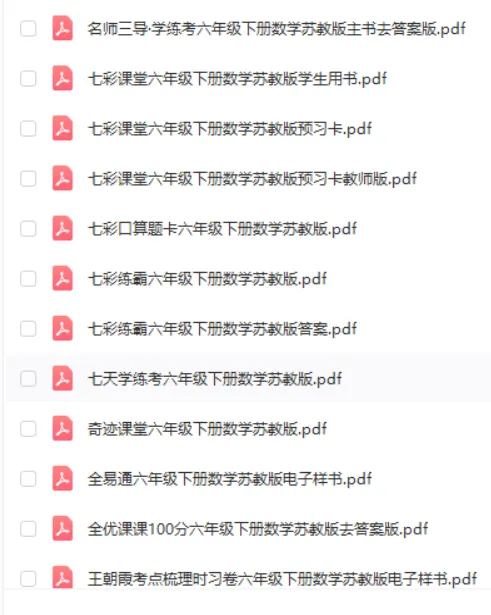 名师三导·学练考六年级下册数学苏教版主书去答案版.pdf
七彩课堂六年级下册数学苏教版学生用书.pdf
七彩课堂六年级下册数学苏教版预习卡.pdf
七彩课堂六年级下册数学苏教版预习卡教师版.pdf
七彩口算题卡六年级下册数学苏教版.pdf
七彩练霸六年级下册数学苏教版.pdf
七彩练霸六年级下册数学苏教版答案.pdf
七天学练考六年级下册数学苏教版.pdf
奇迹课堂六年级下册数学苏教版.pdf
全易通六年级下册数学苏教版电子样书.pdf
全优课课100分六年级下册数学苏教版去答案版.pdf
王朝霞考点梳理时习卷六年级下册数学苏教版电子样书.pdf